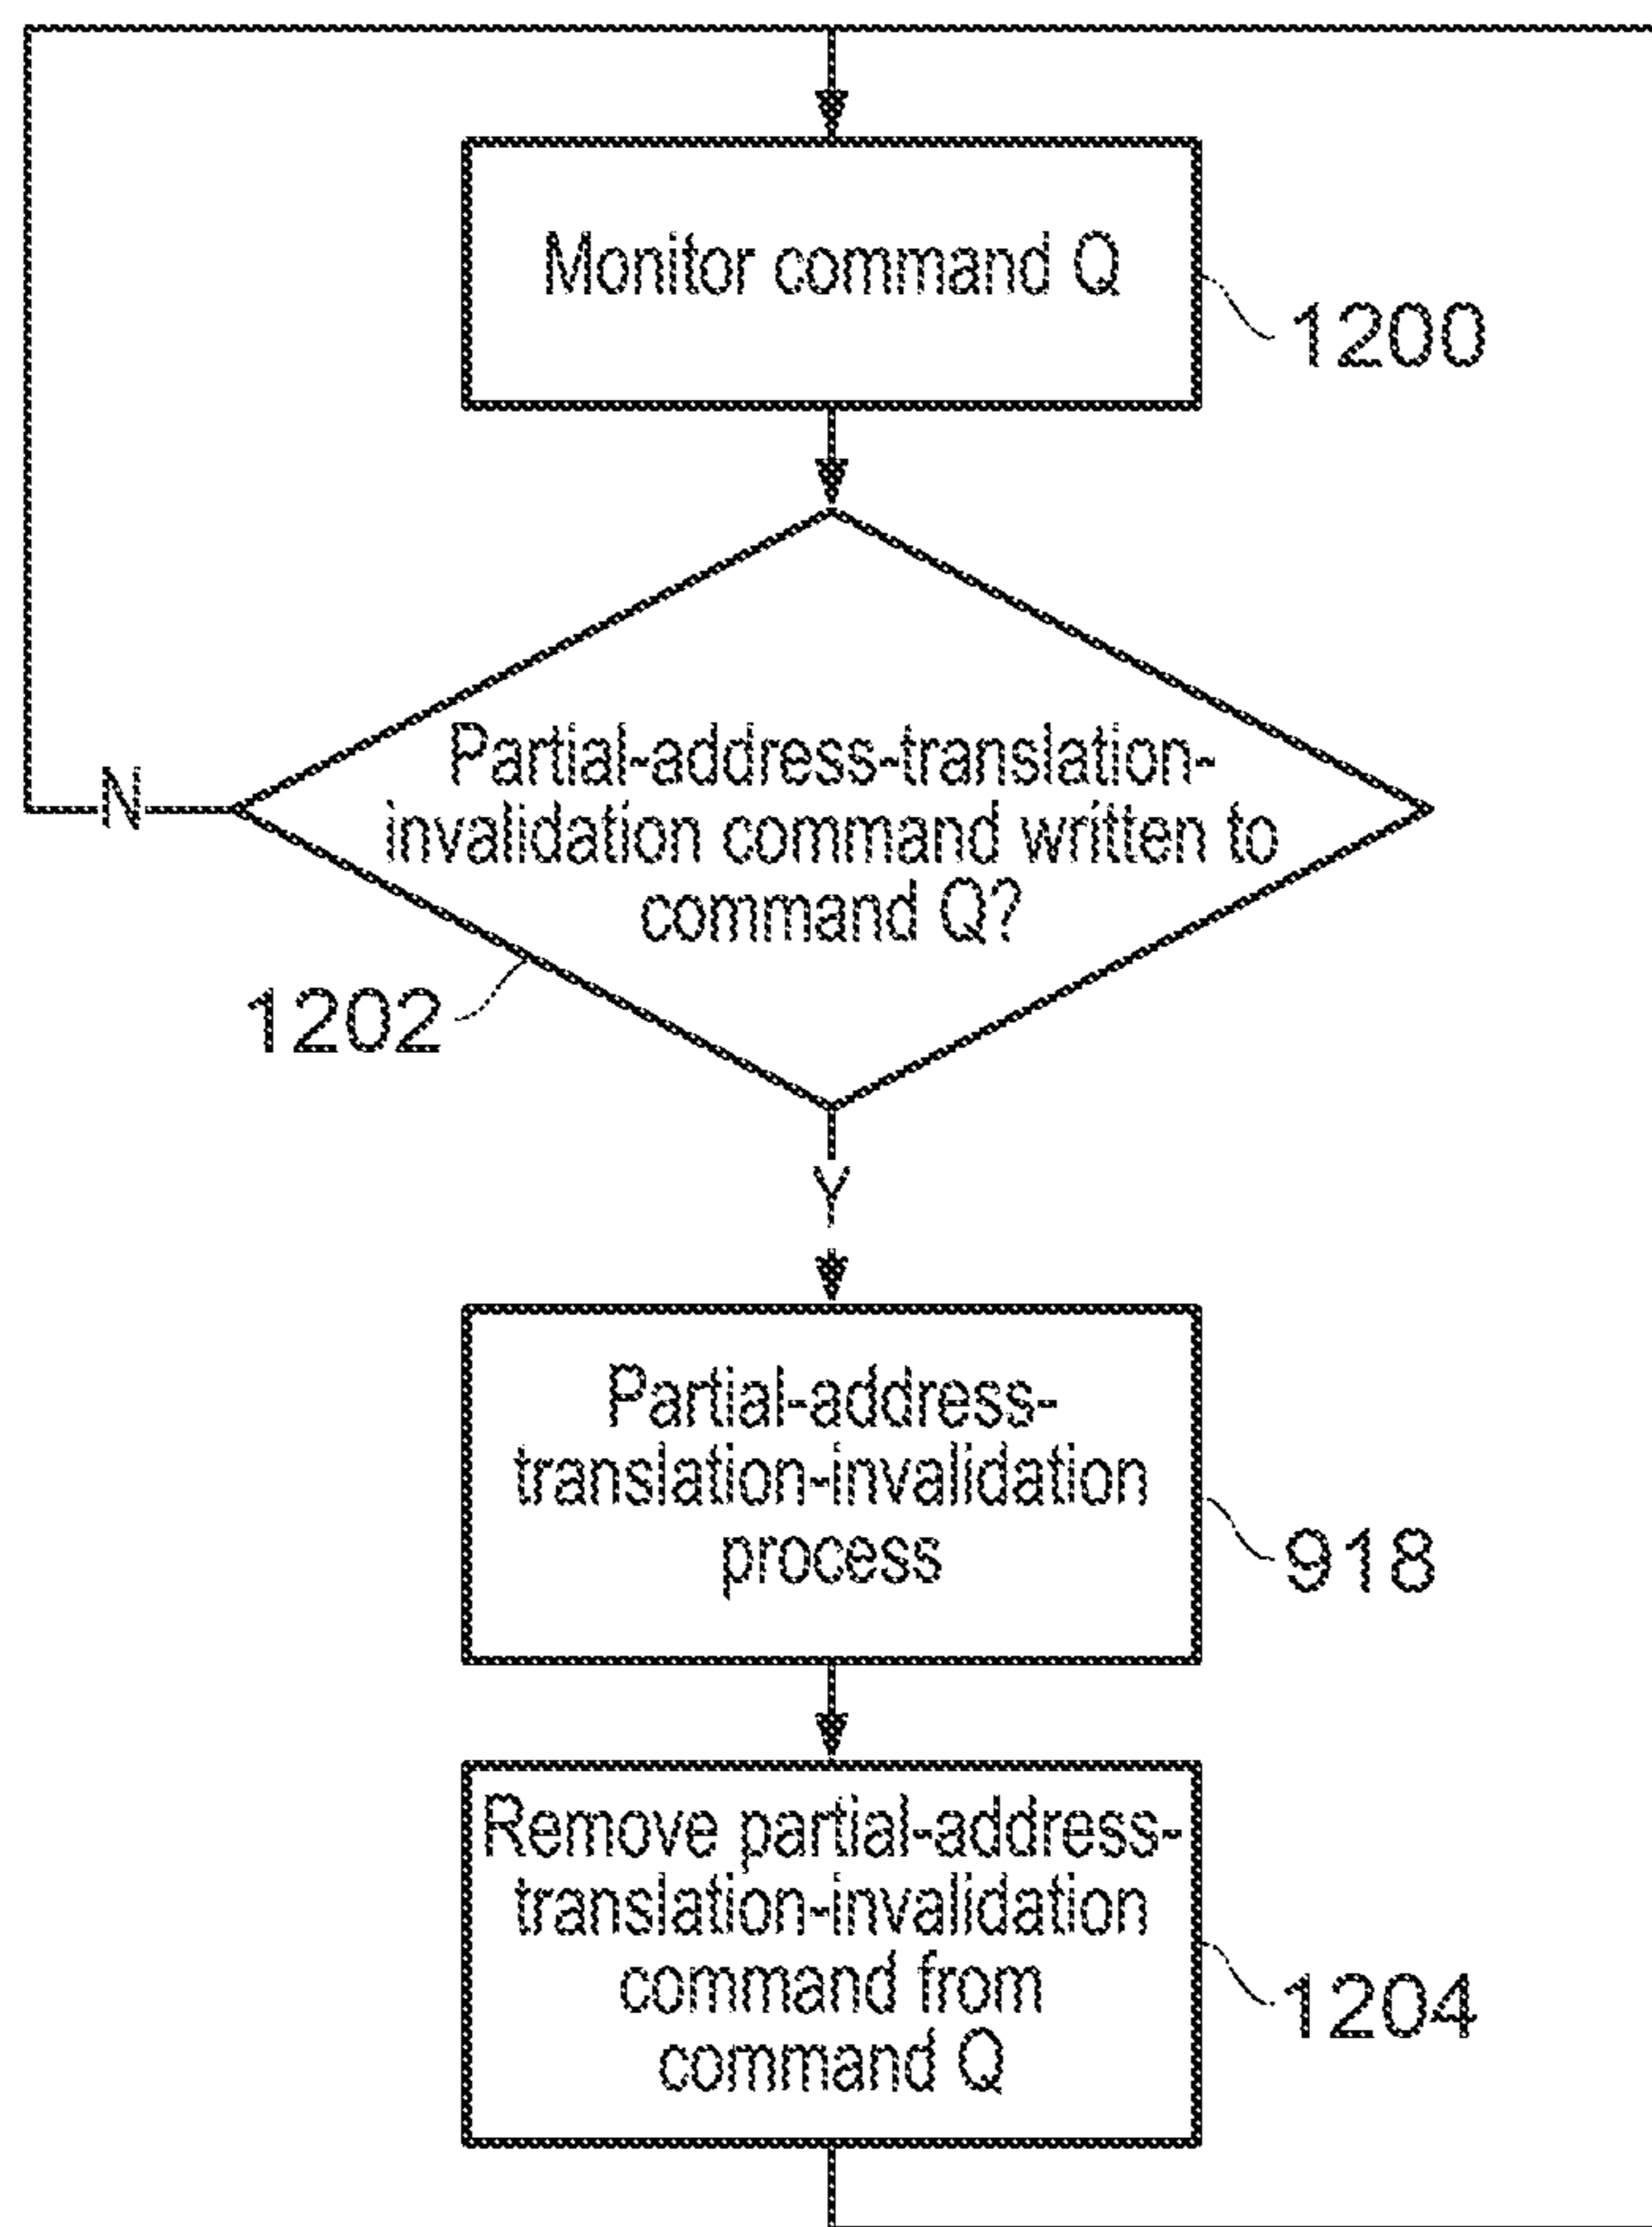 Monitor command Q
1200
Partial-address-translation-
invalidation command written to
command Q?
N
1202
Y
Partial-address-
translation-invalidation
process
918
Remove partial-address-
translation-invalidation
command from
command Q
1204